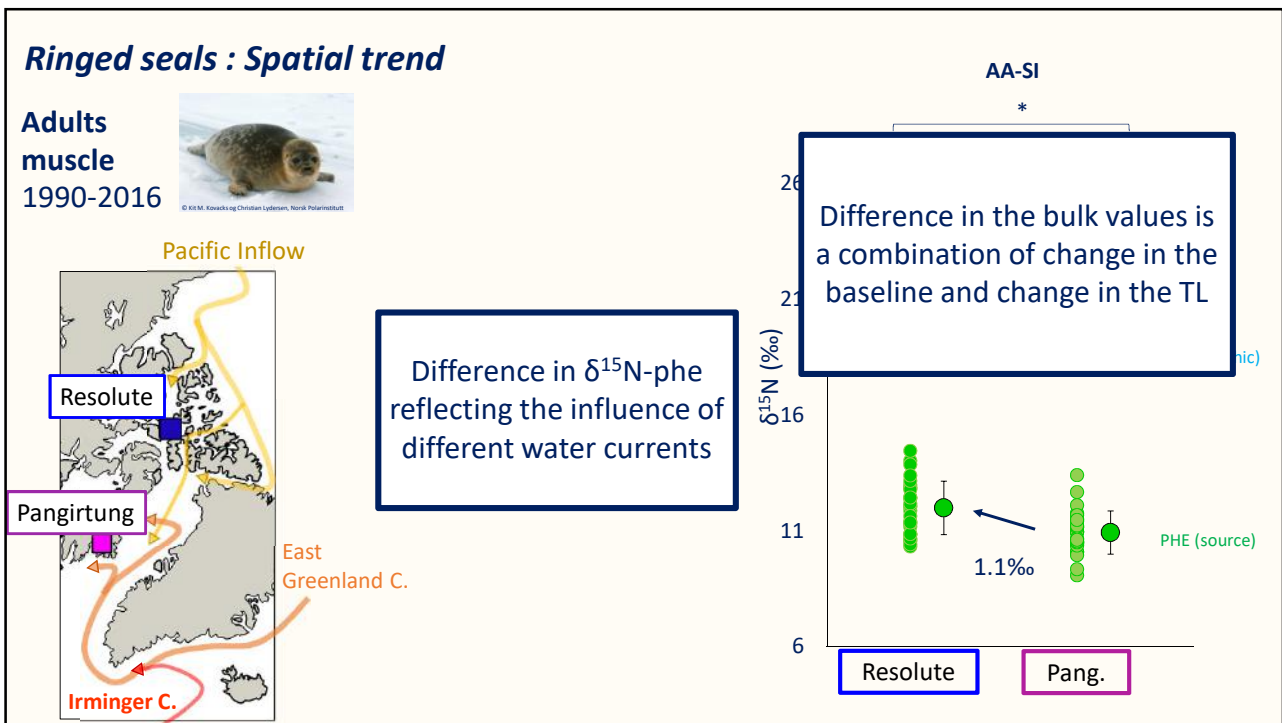 Ringed seals : Spatial trend
Adults
muscle
1990-2016
© Kit M. Kovacks og Christian Lydersen, Norsk Polarinstitutt
Pacific Inflow
Resolute
Pangirtung
East
Greenland C.
Irminger C.
Difference in δ¹⁵N-phe
reflecting the influence of
different water currents
AA-SI
*
Difference in the bulk values is
a combination of change in the
baseline and change in the TL
δ¹⁵N (‰)
26
21
16
11
6
nic)
PHE (source)
1.1‰
Resolute
Pang.